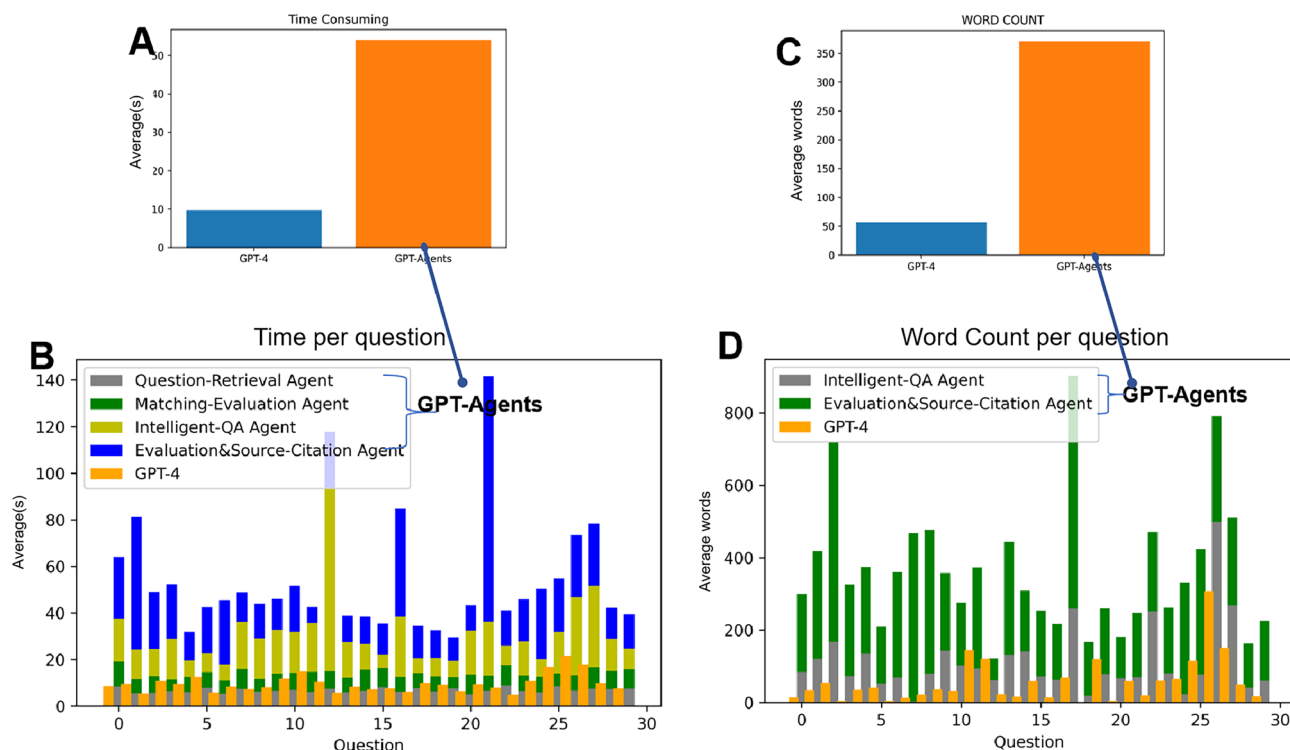 A
Time Consuming
50
40
30
20
10
0
Average(s)
GPT-4
GPT-Agents
C
WORD COUNT
350
300
250
200
150
100
50
0
Average words
GPT-4
GPT-Agents
B
Time per question
140
120
100
80
60
40
20
0
Average(s)
Question-Retrieval Agent
Matching-Evaluation Agent
Intelligent-QA Agent
Evaluation&Source-Citation Agent
GPT-4
GPT-Agents
0 5 10 15 20 25 30
Question
D
Word Count per question
800
600
400
200
0
Average words
Intelligent-QA Agent
Evaluation&Source-Citation Agent
GPT-4
GPT-Agents
0 5 10 15 20 25 30
Question